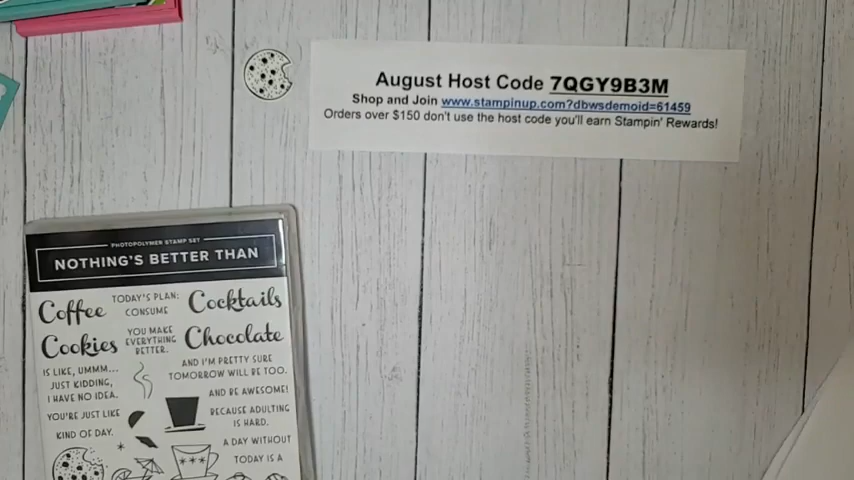 August Host Code 7QGY9B3M
Shop and Join www.stampinup.com?dbwsdemoid=61459
Orders over $150 don't use the host code you'll earn Stampin' Rewards!
PHOTOPOLYMER STAMP SET
NOTHING'S BETTER THAN
Coffee
TODAY'S PLAN:
CONSUME
Cocktails
Cookies
YOU MAKE
EVERYTHING
BETTER.
Chocolate
IS LIKE, UMMM...
JUST KIDDING,
I HAVE NO IDEA.
AND I'M PRETTY SURE
TOMORROW WILL BE TOO.
YOU'RE JUST LIKE
KIND OF DAY.
AND BE AWESOME!
BECAUSE ADULTING
IS HARD.
A DAY WITHOUT
TODAY IS A